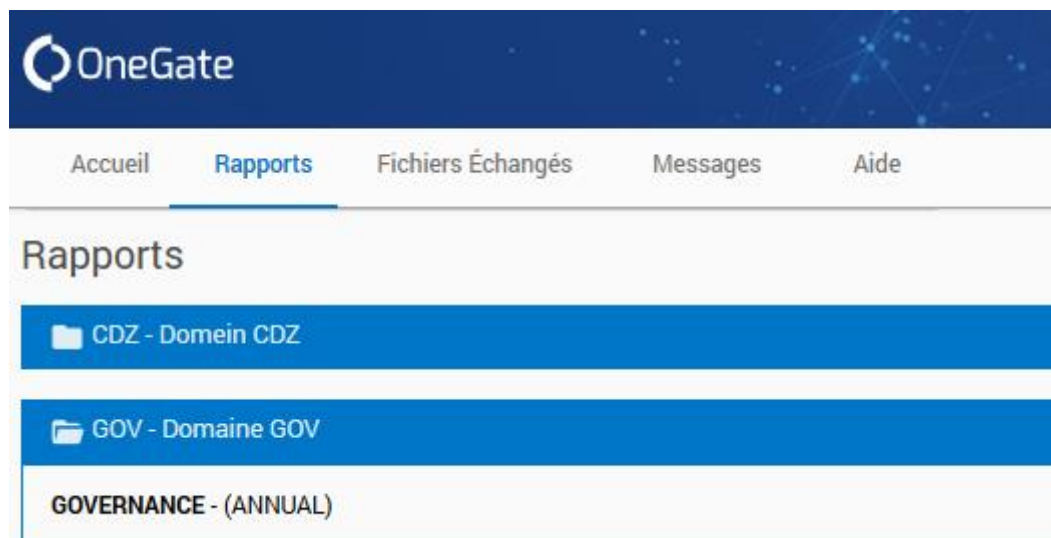 OneGate
Accueil Rapports Fichiers Échangés Messages Aide
Rapports
CDZ - Domein CDZ
GOV - Domaine GOV
GOVERNANCE - (ANNUAL)